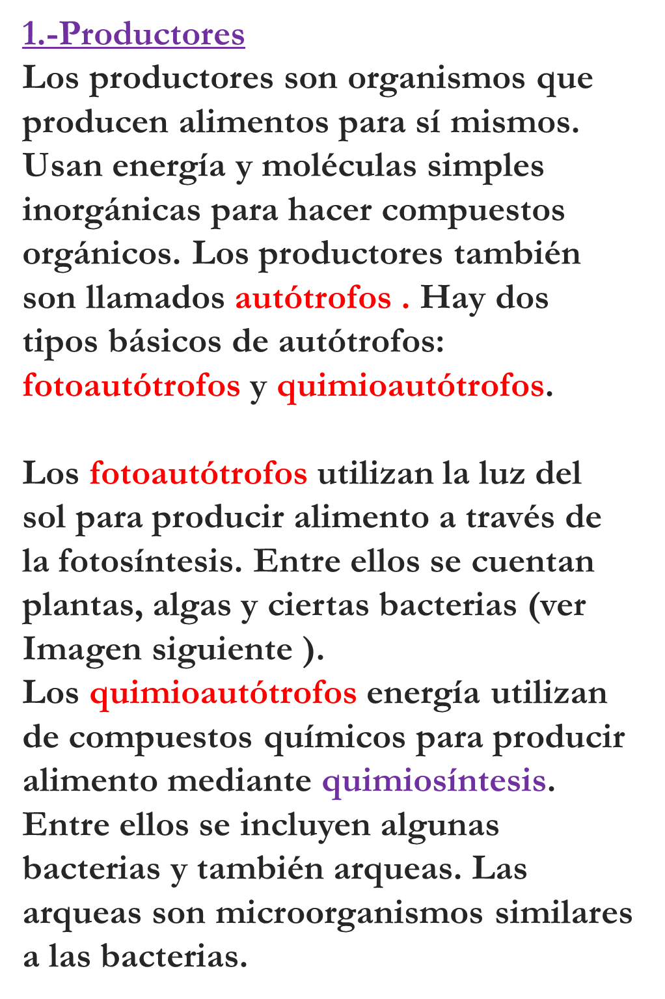 1.-Productores
Los productores son organismos que
producen alimentos para sí mismos.
Usan energía y moléculas simples
inorgánicas para hacer compuestos
orgánicos. Los productores también
son llamados autótrofos . Hay dos
tipos básicos de autótrofos:
fotoautótrofos y quimioautótrofos.
Los fotoautótrofos utilizan la luz del
sol para producir alimento a través de
la fotosíntesis. Entre ellos se cuentan
plantas, algas y ciertas bacterias (ver
Imagen siguiente ).
Los quimioautótrofos energía utilizan
de compuestos químicos para producir
alimento mediante quimiosíntesis.
Entre ellos se incluyen algunas
bacterias y también arqueas. Las
arqueas son microorganismos similares
a las bacterias.